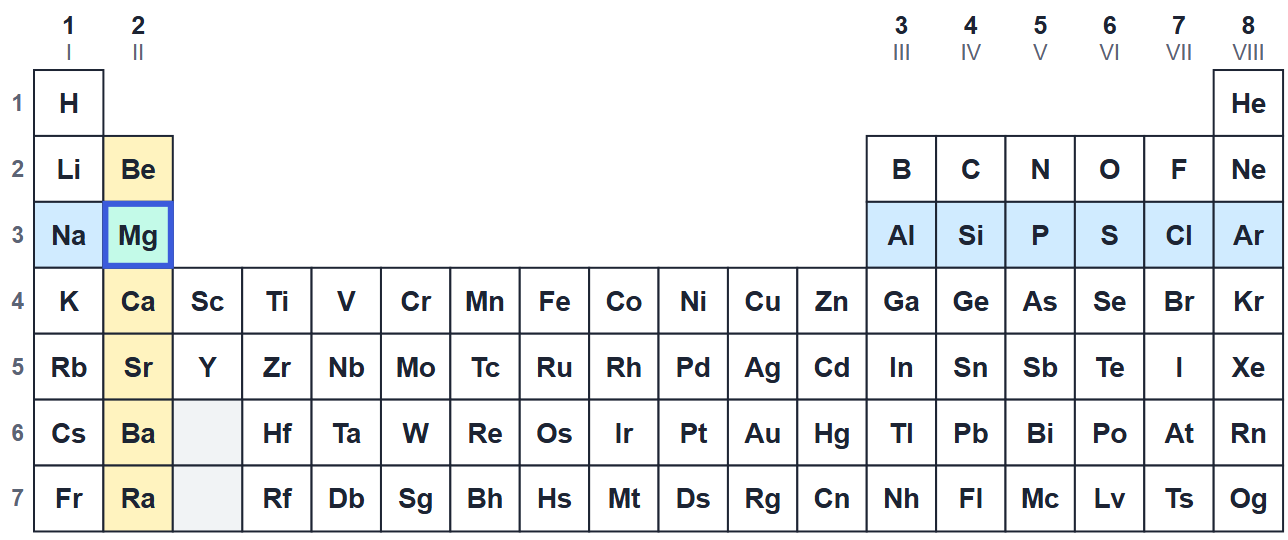 1 2 3 4 5 6 7 8
I II III IV V VI VII VIII
1 H He
2 Li Be B C N O F Ne
3 Na Mg Al Si P S Cl Ar
4 K Ca Sc Ti V Cr Mn Fe Co Ni Cu Zn Ga Ge As Se Br Kr
5 Rb Sr Y Zr Nb Mo Tc Ru Rh Pd Ag Cd In Sn Sb Te I Xe
6 Cs Ba Hf Ta W Re Os Ir Pt Au Hg Tl Pb Bi Po At Rn
7 Fr Ra Rf Db Sg Bh Hs Mt Ds Rg Cn Nh Fl Mc Lv Ts Og